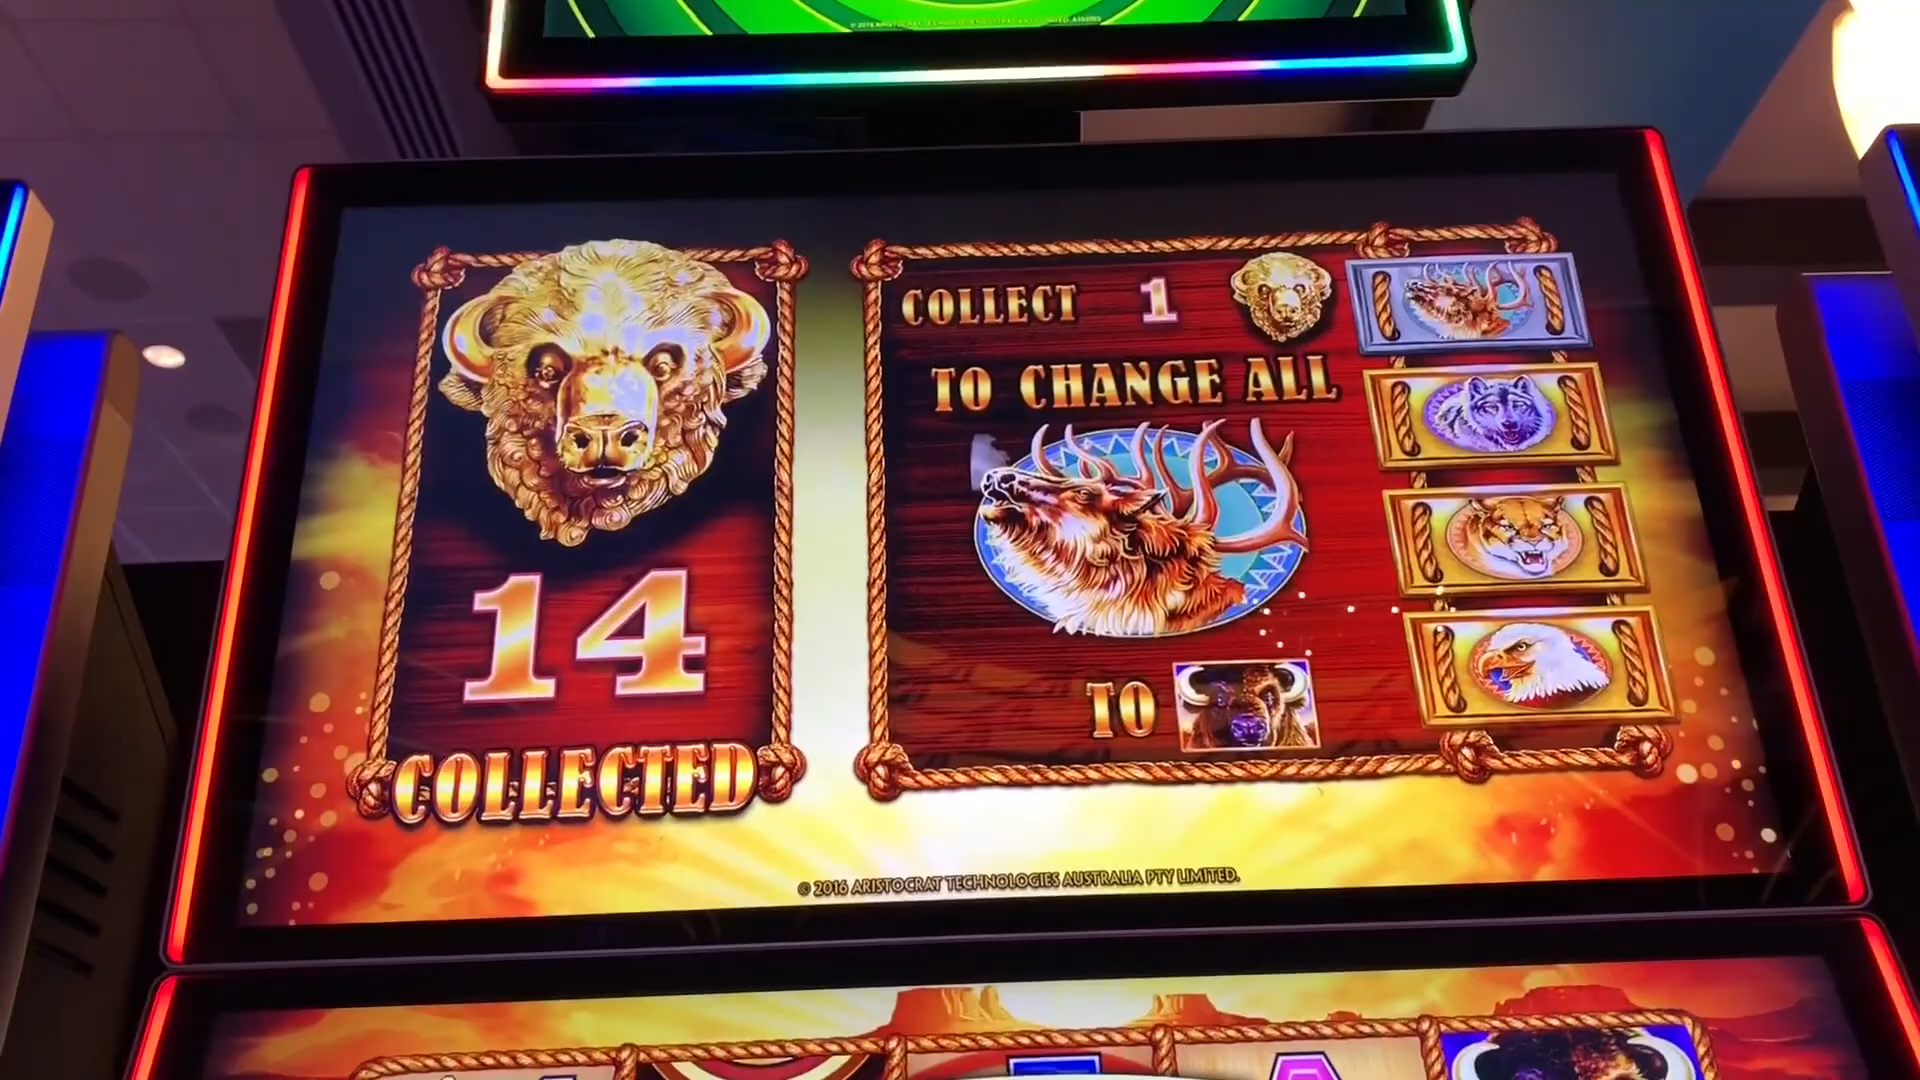 14
COLLECTED
COLLECT 1
TO CHANGE ALL
TO
© 2016 ARISTOCRAT TECHNOLOGIES AUSTRALIA PTY LIMITED.